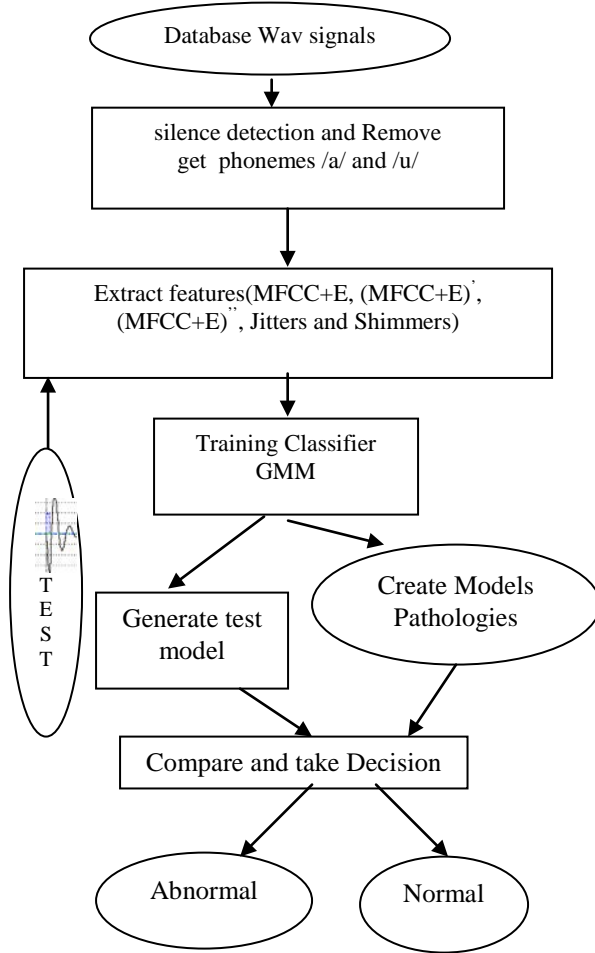 Database Wav signals
silence detection and Remove
get phonemes /a/ and /u/
Extract features(MFCC+E, (MFCC+E)’,
(MFCC+E)’’, Jitters and Shimmers)
Training Classifier
GMM
T
E
S
T
Generate test
model
Create Models
Pathologies
Compare and take Decision
Abnormal
Normal